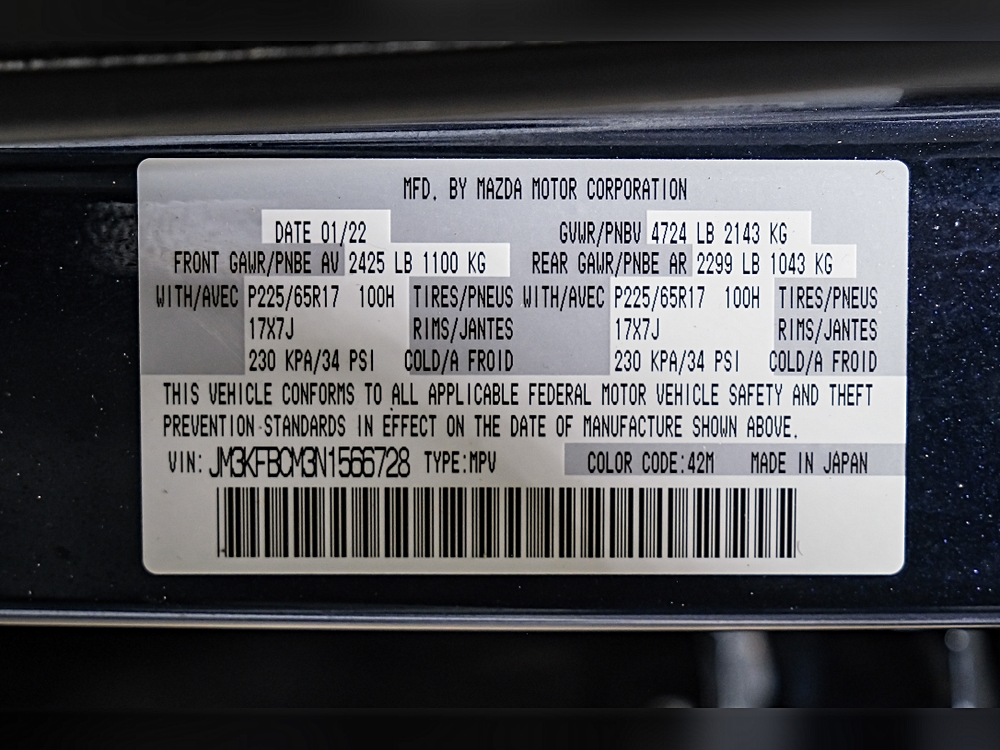 MFD. BY MAZDA MOTOR CORPORATION
DATE 01/22 GVWR/PNBV 4724 LB 2143 KG
FRONT GAWR/PNBE AV 2425 LB 1100 KG REAR GAWR/PNBE AR 2299 LB 1043 KG
WITH/AVEC P225/65R17 100H TIRES/PNEUS WITH/AVEC P225/65R17 100H TIRES/PNEUS
17X7J RIMS/JANTES 17X7J RIMS/JANTES
230 KPA/34 PSI COLD/A FROID 230 KPA/34 PSI COLD/A FROID
THIS VEHICLE CONFORMS TO ALL APPLICABLE FEDERAL MOTOR VEHICLE SAFETY AND THEFT
PREVENTION STANDARDS IN EFFECT ON THE DATE OF MANUFACTURE SHOWN ABOVE.
VIN: JM3KFBCM3N1566728 TYPE:MPV COLOR CODE:42M MADE IN JAPAN